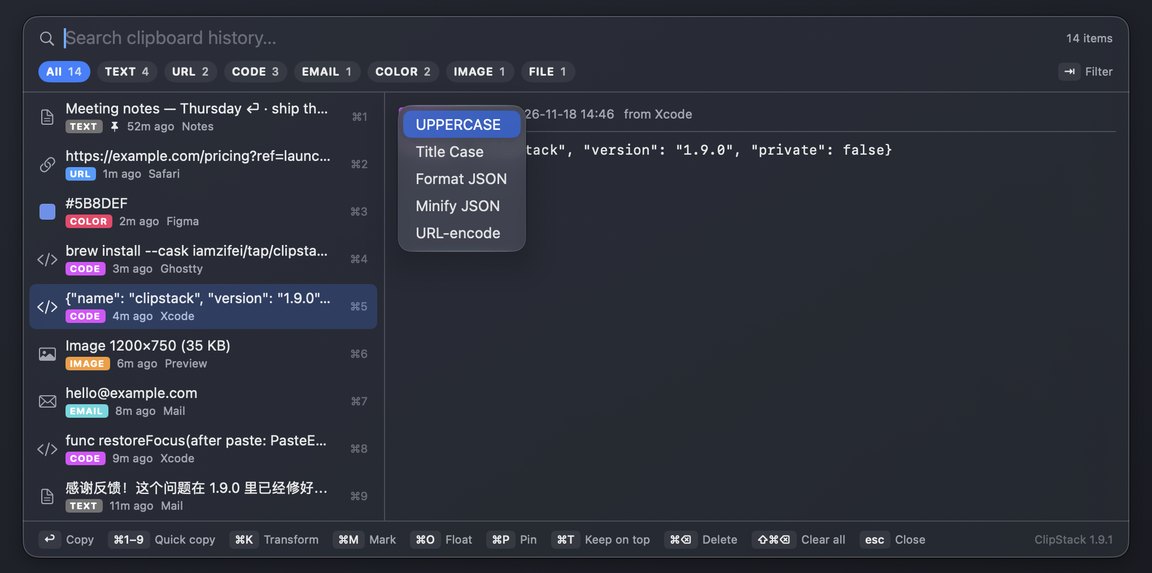 Search clipboard history...
14 items
All 14 TEXT 4 URL 2 CODE 3 EMAIL 1 COLOR 2 IMAGE 1 FILE 1
Filter
Meeting notes — Thursday ⏎ · ship th...
⌘1
TEXT 52m ago Notes
https://example.com/pricing?ref=launc...
⌘2
URL 1m ago Safari
#5B8DEF
⌘3
COLOR 2m ago Figma
brew install --cask iamzifei/tap/clipsta...
⌘4
CODE 3m ago Ghostty
{"name": "clipstack", "version": "1.9.0"...
⌘5
CODE 4m ago Xcode
Image 1200×750 (35 KB)
⌘6
IMAGE 6m ago Preview
hello@example.com
⌘7
EMAIL 8m ago Mail
func restoreFocus(after paste: PasteE...
⌘8
CODE 9m ago Xcode
感谢反馈！这个问题在 1.9.0 里已经修好...
⌘9
TEXT 11m ago Mail
26-11-18 14:46 from Xcode
tack", "version": "1.9.0", "private": false}
UPPERCASE
Title Case
Format JSON
Minify JSON
URL-encode
↩ Copy ⌘1–9 Quick copy ⌘K Transform ⌘M Mark ⌘O Float ⌘P Pin ⌘T Keep on top ⌘⌫ Delete ⇧⌘⌫ Clear all esc Close
ClipStack 1.9.1